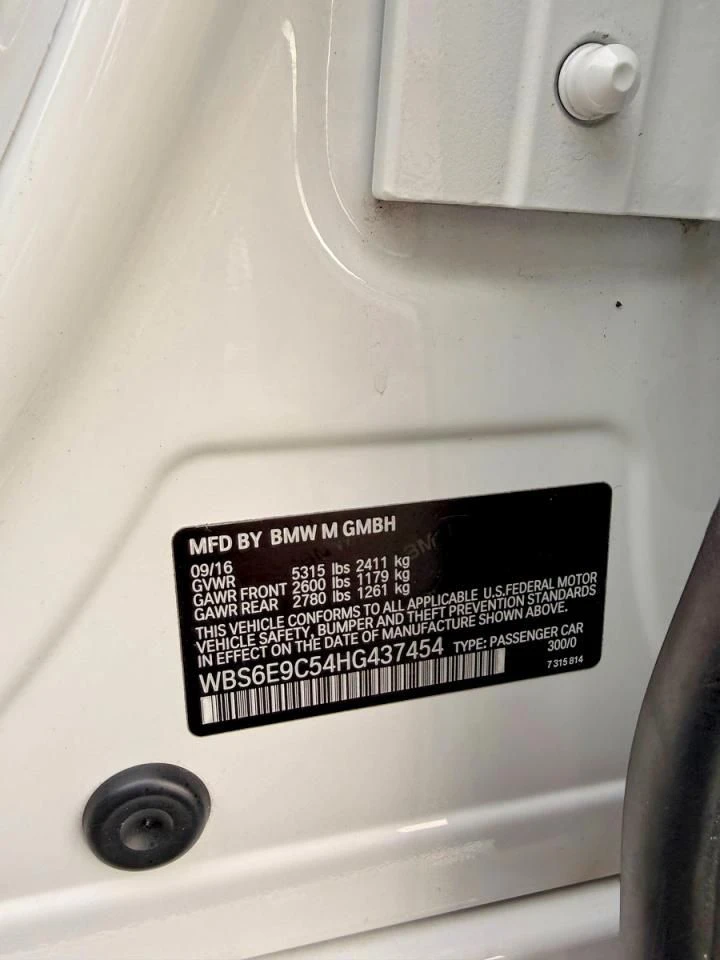 MFD BY BMW M GMBH
09/16
GVWR 5315 lbs 2411 kg
GAWR FRONT 2600 lbs 1179 kg
GAWR REAR 2780 lbs 1261 kg
THIS VEHICLE CONFORMS TO ALL APPLICABLE U.S.FEDERAL MOTOR
VEHICLE SAFETY, BUMPER AND THEFT PREVENTION STANDARDS
IN EFFECT ON THE DATE OF MANUFACTURE SHOWN ABOVE.
WBS6E9C54HG437454 TYPE: PASSENGER CAR
300/0
7 315 814